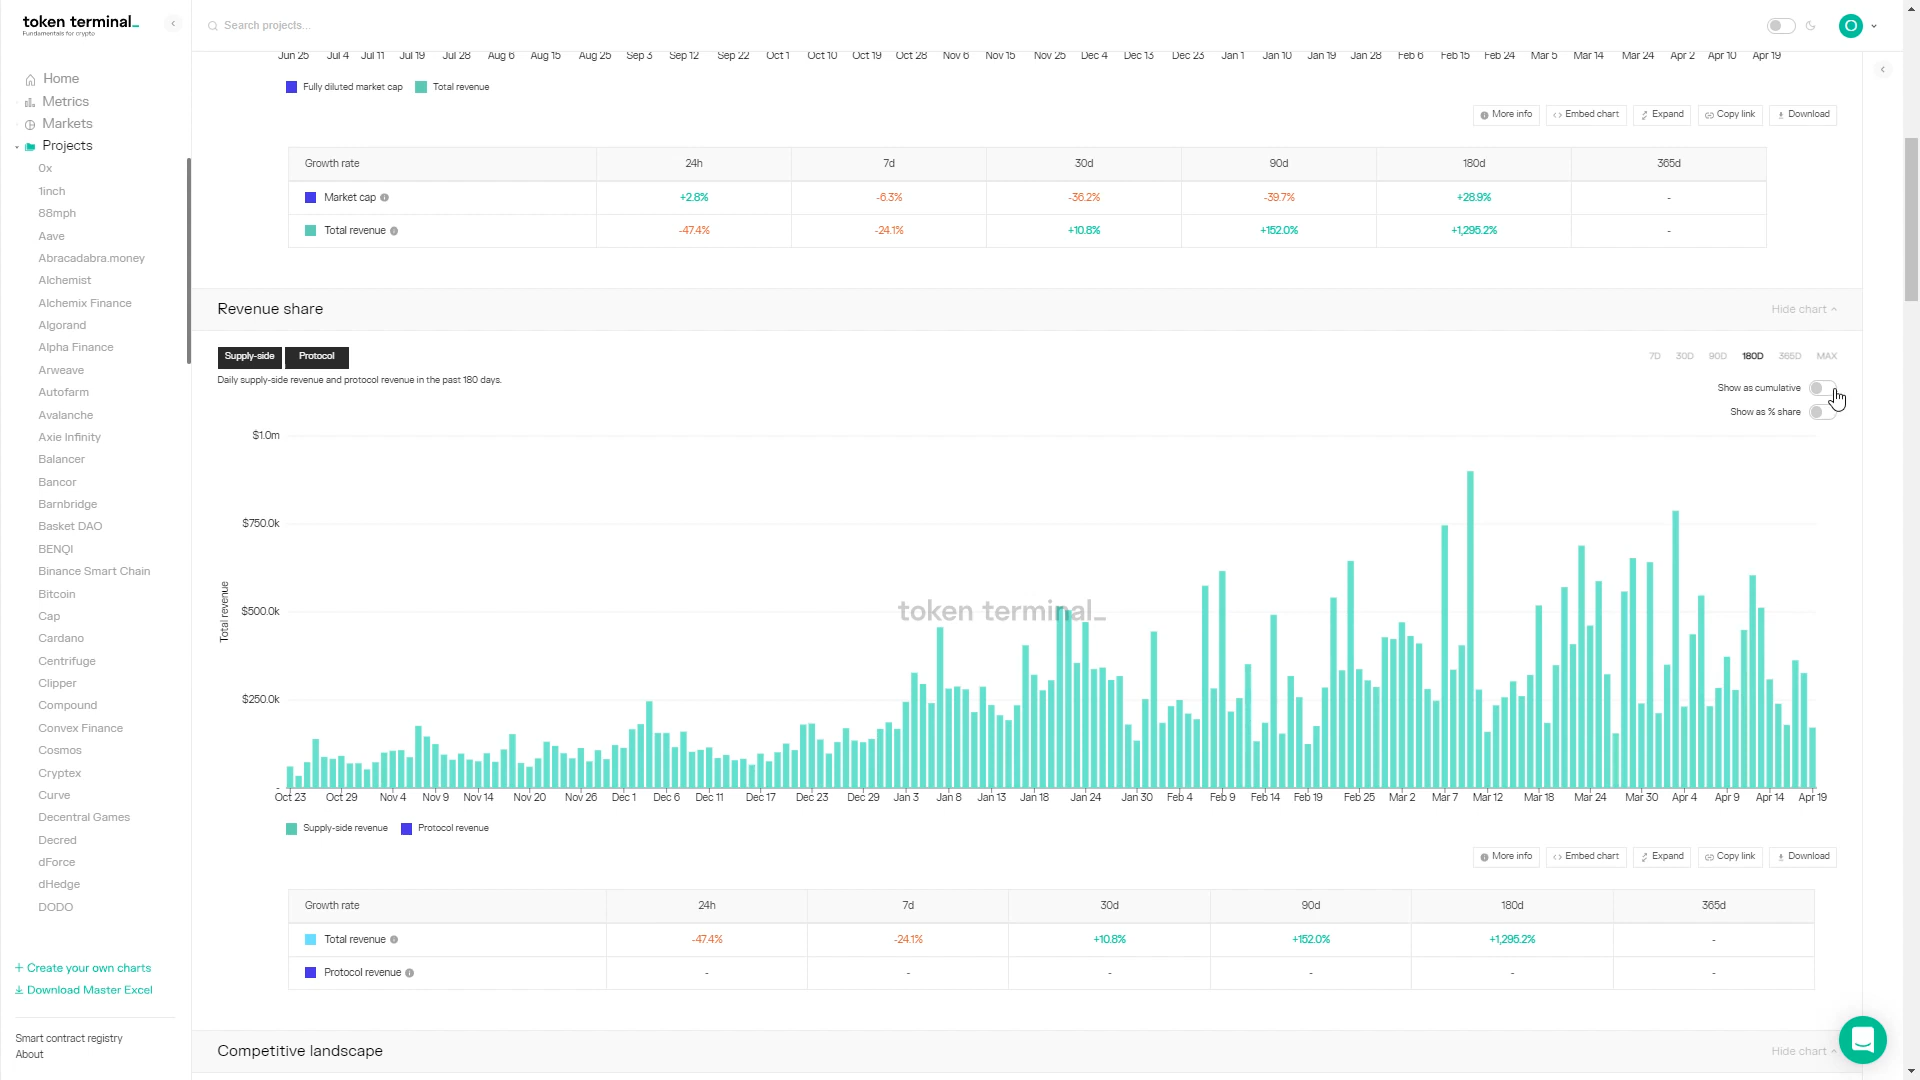 token terminal_
Fundamentals for crypto
Search projects...
O
Home
Metrics
Markets
Projects
0x
1inch
88mph
Aave
Abracadabra.money
Alchemist
Alchemix Finance
Algorand
Alpha Finance
Arweave
Autofarm
Avalanche
Axie Infinity
Balancer
Bancor
Barnbridge
Basket DAO
BENQI
Binance Smart Chain
Bitcoin
Cap
Cardano
Centrifuge
Clipper
Compound
Convex Finance
Cosmos
Cryptex
Curve
Decentral Games
Decred
dForce
dHedge
DODO
+ Create your own charts
Download Master Excel
Smart contract registry
About
Jun 25 Jul 4 Jul 11 Jul 19 Jul 28 Aug 6 Aug 15 Aug 25 Sep 3 Sep 12 Sep 22 Oct 1 Oct 10 Oct 19 Oct 28 Nov 6 Nov 15 Nov 25 Dec 4 Dec 13 Dec 23 Jan 1 Jan 10 Jan 19 Jan 28 Feb 6 Feb 15 Feb 24 Mar 5 Mar 14 Mar 24 Apr 2 Apr 10 Apr 19
Fully diluted market cap Total revenue
More info Embed chart Expand Copy link Download
Growth rate 24h 7d 30d 90d 180d 365d
Market cap +2.8% -6.3% -36.2% -39.7% +28.9% -
Total revenue -47.4% -24.1% +10.8% +152.0% +1,295.2% -
Revenue share Hide chart
Supply-side Protocol
7D 30D 90D 180D 365D MAX
Daily supply-side revenue and protocol revenue in the past 180 days.
Show as cumulative
Show as % share
$1.0m
$750.0k
$500.0k
$250.0k
-
Total revenue
token terminal_
Oct 23 Oct 29 Nov 4 Nov 9 Nov 14 Nov 20 Nov 26 Dec 1 Dec 6 Dec 11 Dec 17 Dec 23 Dec 29 Jan 3 Jan 8 Jan 13 Jan 18 Jan 24 Jan 30 Feb 4 Feb 9 Feb 14 Feb 19 Feb 25 Mar 2 Mar 7 Mar 12 Mar 18 Mar 24 Mar 30 Apr 4 Apr 9 Apr 14 Apr 19
Supply-side revenue Protocol revenue
More info Embed chart Expand Copy link Download
Growth rate 24h 7d 30d 90d 180d 365d
Total revenue -47.4% -24.1% +10.8% +152.0% +1,295.2% -
Protocol revenue - - - - - -
Competitive landscape Hide chart